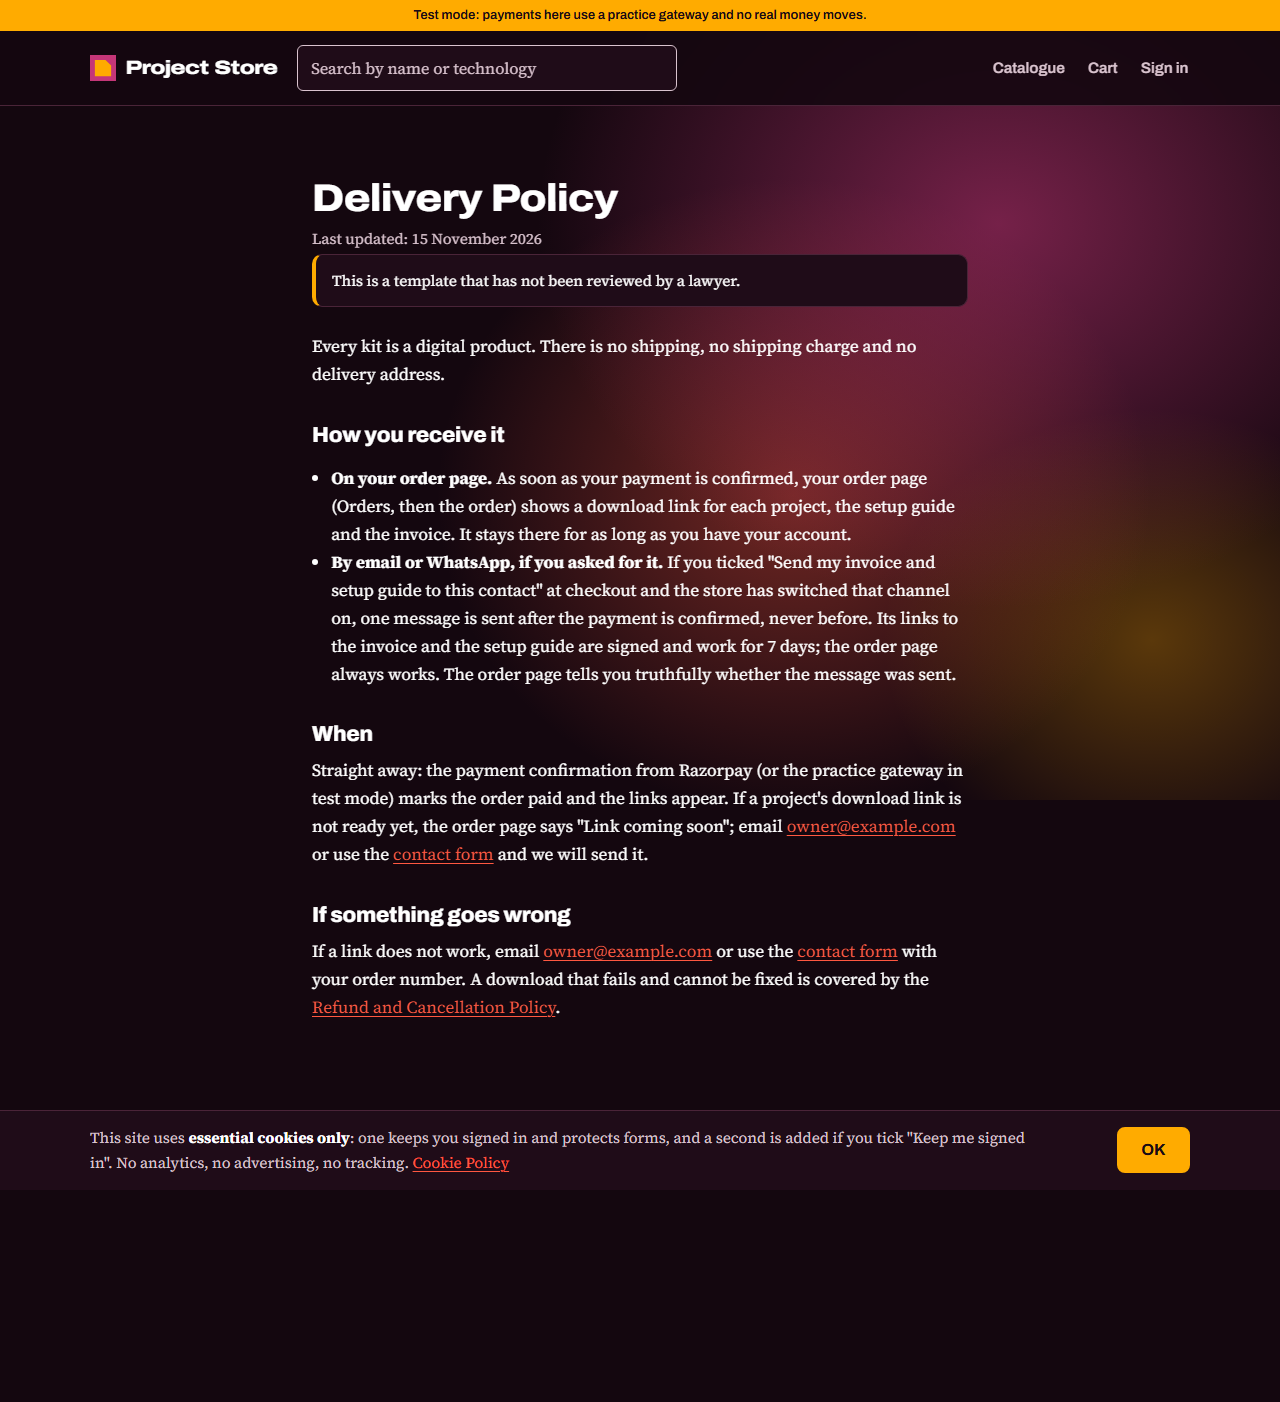 Test mode: payments here use a practice gateway and no real money moves.
Project Store
Search by name or technology
Catalogue
Cart
Sign in
Delivery Policy
Last updated: 15 November 2026
This is a template that has not been reviewed by a lawyer.
Every kit is a digital product. There is no shipping, no shipping charge and no
delivery address.
How you receive it
• On your order page. As soon as your payment is confirmed, your order page
(Orders, then the order) shows a download link for each project, the setup guide
and the invoice. It stays there for as long as you have your account.
• By email or WhatsApp, if you asked for it. If you ticked "Send my invoice and
setup guide to this contact" at checkout and the store has switched that channel
on, one message is sent after the payment is confirmed, never before. Its links to
the invoice and the setup guide are signed and work for 7 days; the order page
always works. The order page tells you truthfully whether the message was sent.
When
Straight away: the payment confirmation from Razorpay (or the practice gateway in
test mode) marks the order paid and the links appear. If a project's download link is
not ready yet, the order page says "Link coming soon"; email owner@example.com
or use the contact form and we will send it.
If something goes wrong
If a link does not work, email owner@example.com or use the contact form with
your order number. A download that fails and cannot be fixed is covered by the
Refund and Cancellation Policy.
This site uses essential cookies only: one keeps you signed in and protects forms, and a second is added if you tick "Keep me signed
in". No analytics, no advertising, no tracking. Cookie Policy
OK